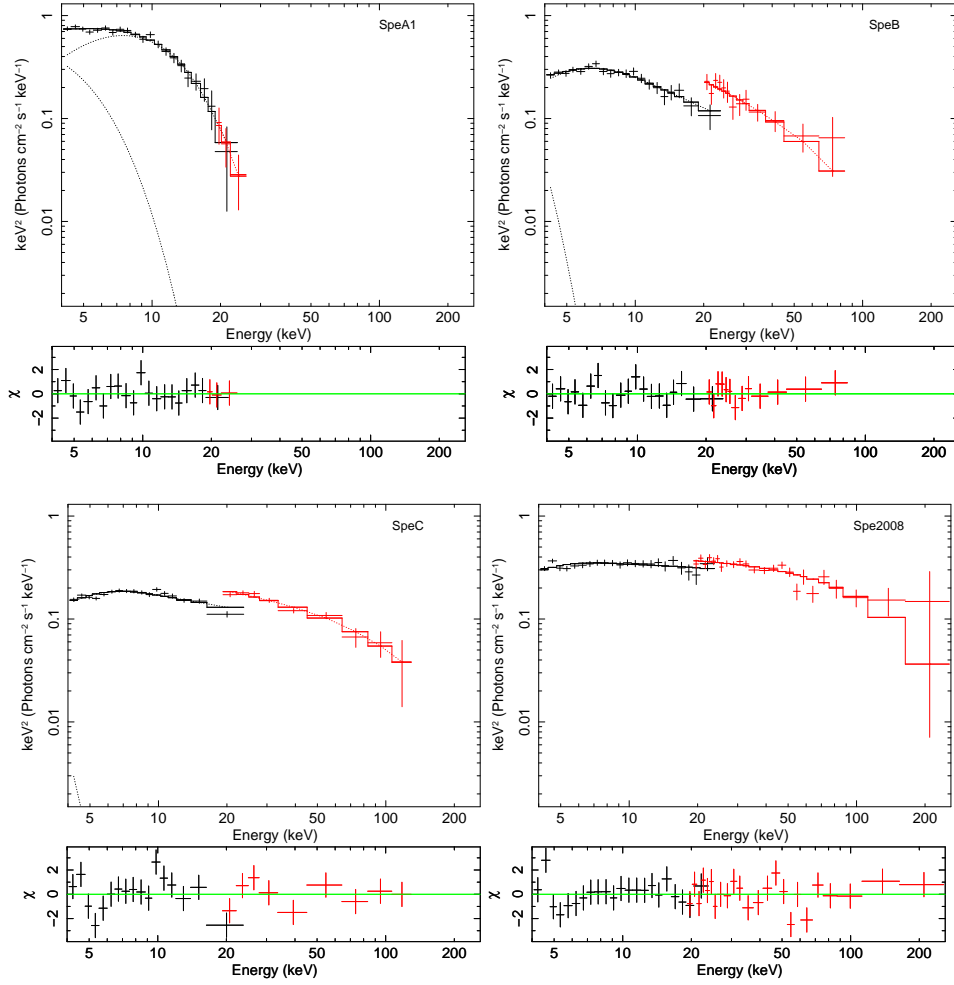 SpeA1
keV² (Photons cm⁻² s⁻¹ keV⁻¹)
1
0.1
0.01
5 10 20 50 100 200
Energy (keV)
χ
2
0
−2
5 10 20 50 100 200
Energy (keV)
SpeB
keV² (Photons cm⁻² s⁻¹ keV⁻¹)
1
0.1
0.01
5 10 20 50 100 200
Energy (keV)
χ
2
0
−2
5 10 20 50 100 200
Energy (keV)
SpeC
keV² (Photons cm⁻² s⁻¹ keV⁻¹)
1
0.1
0.01
5 10 20 50 100 200
Energy (keV)
χ
2
0
−2
5 10 20 50 100 200
Energy (keV)
Spe2008
keV² (Photons cm⁻² s⁻¹ keV⁻¹)
1
0.1
0.01
5 10 20 50 100 200
Energy (keV)
χ
2
0
−2
5 10 20 50 100 200
Energy (keV)